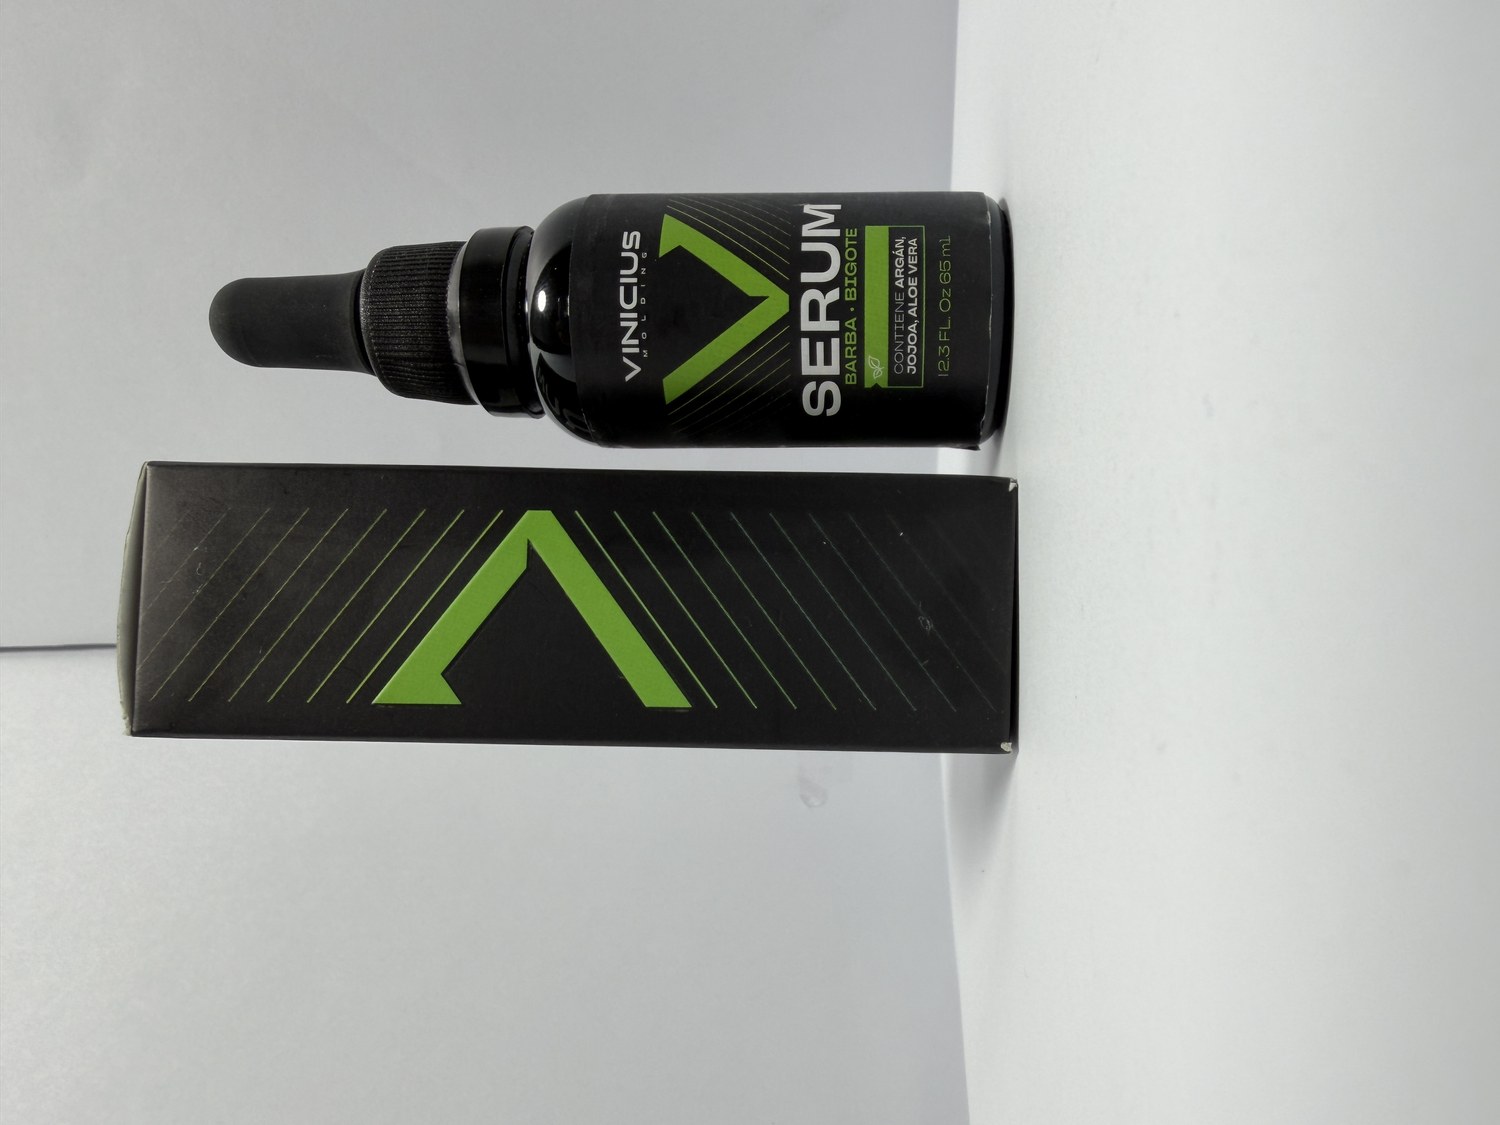 VINICIUS
MOLDING
SERUM
BARBA • BIGOTE
CONTIENE ARGÁN,
JOJOA, ALOE VERA
12.3 FL. Oz 65 ml